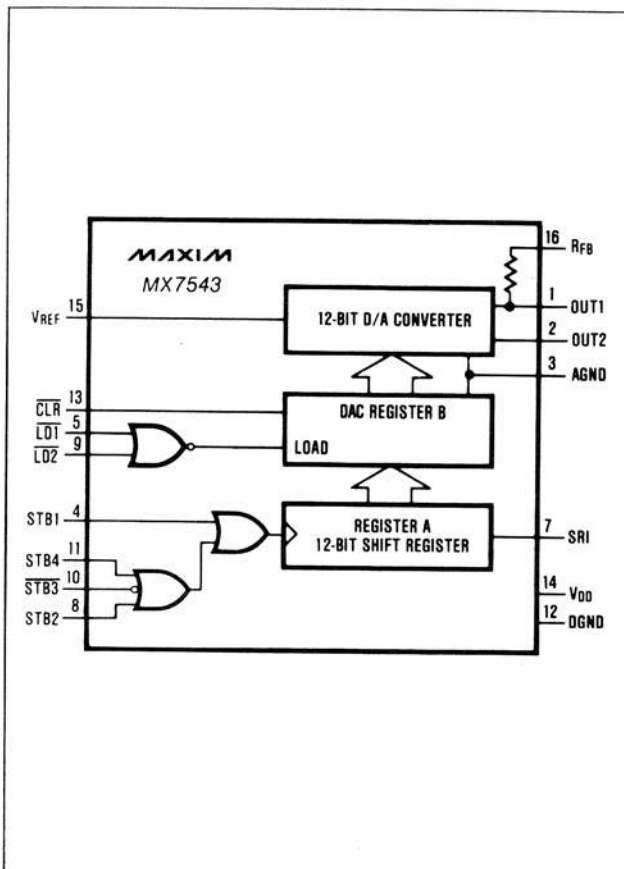 MAXIM
MX7543
16
RFB
1
OUT1
15
VREF
12-BIT D/A CONVERTER
2
OUT2
3
AGND
13
CLR
DAC REGISTER B
5
LD1
9
LD2
LOAD
4
STB1
REGISTER A
12-BIT SHIFT REGISTER
7
SRI
11
STB4
10
STB3
8
STB2
14
VDD
12
DGND